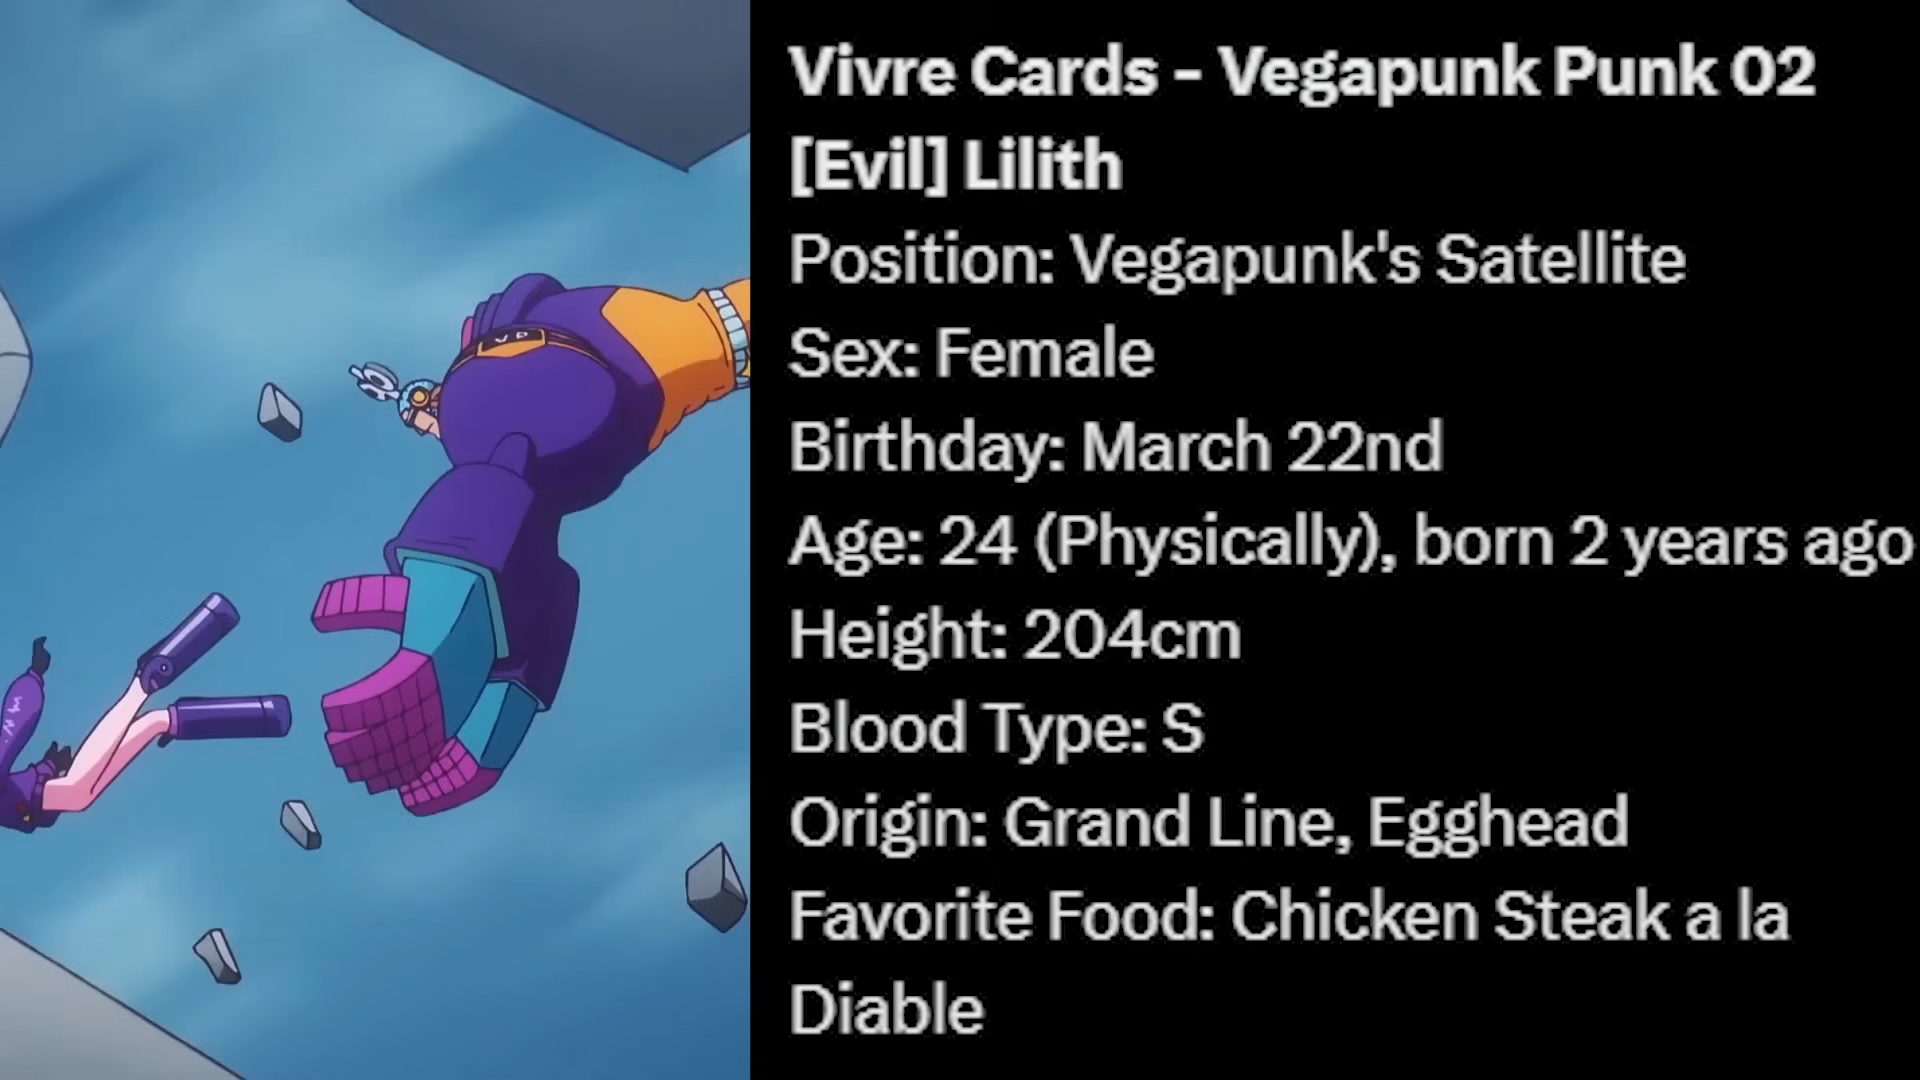 Vivre Cards - Vegapunk Punk 02
[Evil] Lilith
Position: Vegapunk's Satellite
Sex: Female
Birthday: March 22nd
Age: 24 (Physically), born 2 years ago
Height: 204cm
Blood Type: S
Origin: Grand Line, Egghead
Favorite Food: Chicken Steak a la
Diable